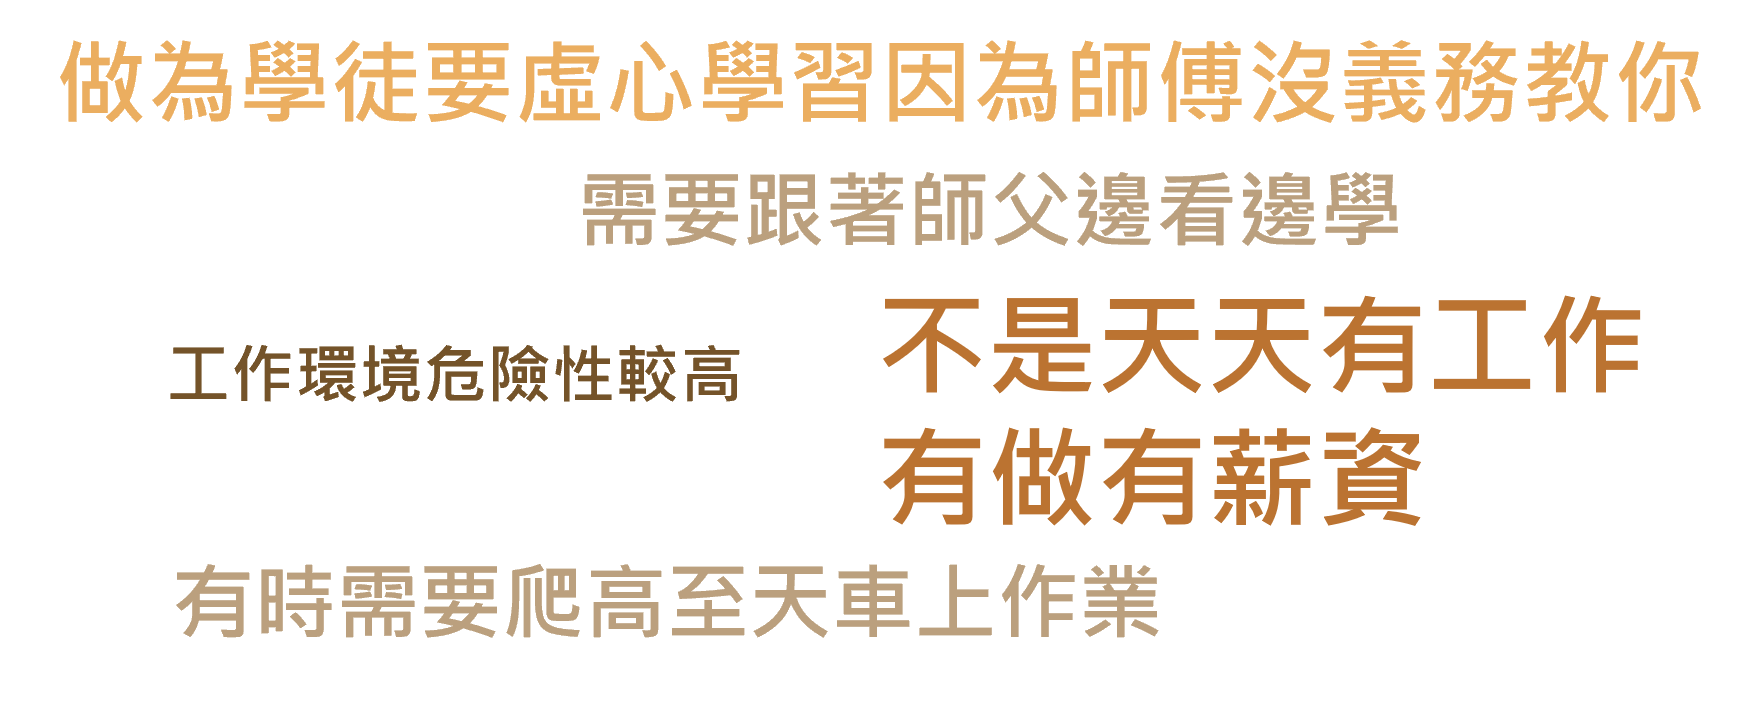 做為學徒要虛心學習因為師傅沒義務教你
需要跟著師父邊看邊學
不是天天有工作
工作環境危險性較高
有做有薪資
有時需要爬高至天車上作業